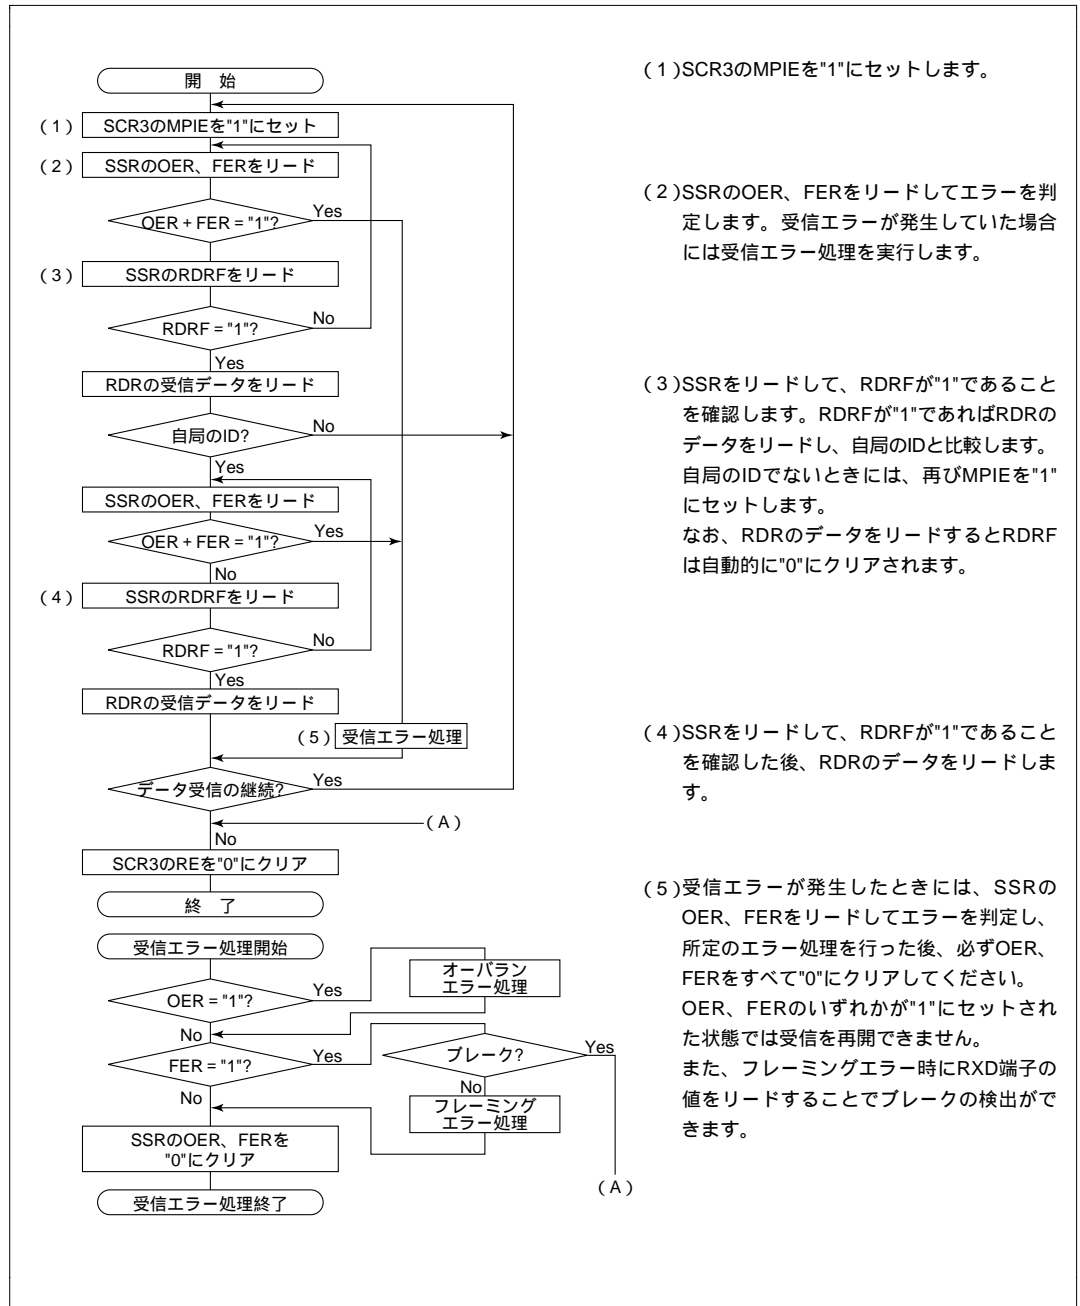 開 始
(1) SCR3のMPIEを"1"にセット
(2) SSRのOER、FERをリード
OER + FER = "1"?
Yes
(3) SSRのRDRFをリード
RDRF = "1"?
No
Yes
RDRの受信データをリード
自局のID?
No
Yes
SSRのOER、FERをリード
OER + FER = "1"?
Yes
No
(4) SSRのRDRFをリード
RDRF = "1"?
No
Yes
RDRの受信データをリード
(5) 受信エラー処理
データ受信の継続?
Yes
(A)
No
SCR3のREを"0"にクリア
終 了
受信エラー処理開始
OER = "1"?
Yes
オーバラン
エラー処理
No
FER = "1"?
Yes
ブレーク?
Yes
No
No
フレーミング
エラー処理
SSRのOER、FERを
"0"にクリア
(A)
受信エラー処理終了
(1)SCR3のMPIEを"1"にセットします。
(2)SSRのOER、FERをリードしてエラーを判
定します。受信エラーが発生していた場合
には受信エラー処理を実行します。
(3)SSRをリードして、RDRFが"1"であること
を確認します。RDRFが"1"であればRDRの
データをリードし、自局のIDと比較します。
自局のIDでないときには、再びMPIEを"1"
にセットします。
なお、RDRのデータをリードするとRDRF
は自動的に"0"にクリアされます。
(4)SSRをリードして、RDRFが"1"であること
を確認した後、RDRのデータをリードしま
す。
(5)受信エラーが発生したときには、SSRの
OER、FERをリードしてエラーを判定し、
所定のエラー処理を行った後、必ずOER、
FERをすべて"0"にクリアしてください。
OER、FERのいずれかが"1"にセットされ
た状態では受信を再開できません。
また、フレーミングエラー時にRXD端子の
値をリードすることでブレークの検出がで
きます。